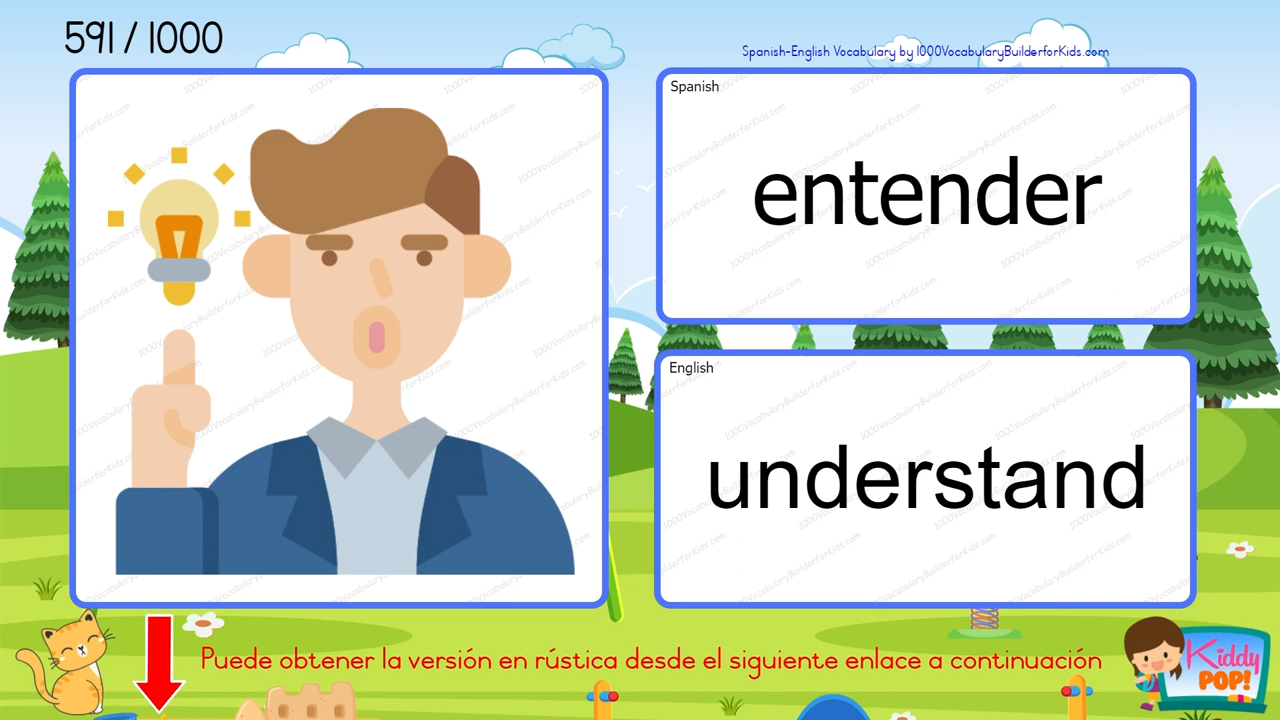 591 / 1000
Spanish-English Vocabulary by 1000VocabularyBuilderforKids.com
Spanish
entender
English
understand
Puede obtener la versión en rústica desde el siguiente enlace a continuación
Kiddy
POP!